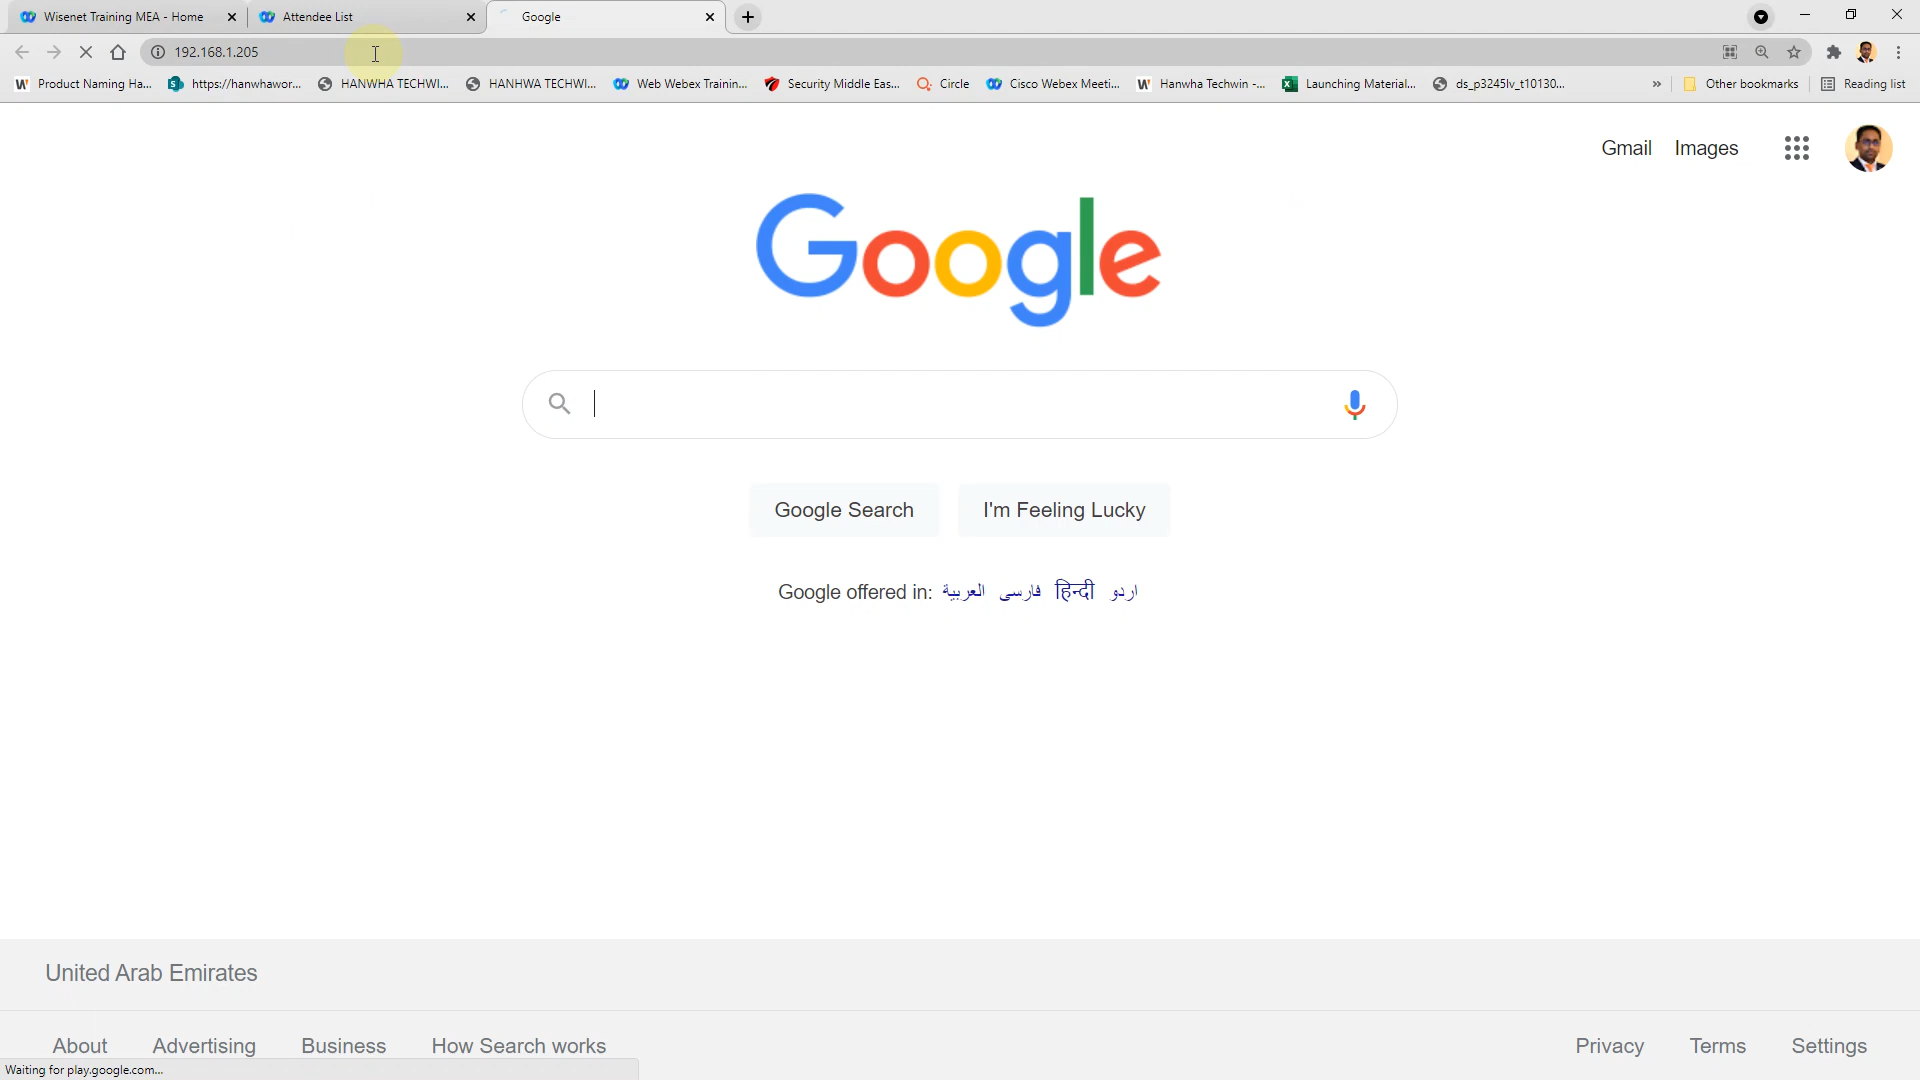 Wisenet Training MEA - Home
Attendee List
Google
192.168.1.205
Product Naming Ha...
https://hanwhawor...
HANWHA TECHWI...
HANHWA TECHWI...
Web Webex Trainin...
Security Middle Eas...
Circle
Cisco Webex Meeti...
Hanwha Techwin -...
Launching Material...
ds_p3245lv_t10130...
»
Other bookmarks
Reading list
Gmail
Images
Google
Google Search
I'm Feeling Lucky
Google offered in: العربية فارسی हिन्दी اردو
United Arab Emirates
About
Advertising
Business
How Search works
Privacy
Terms
Settings
Waiting for play.google.com...